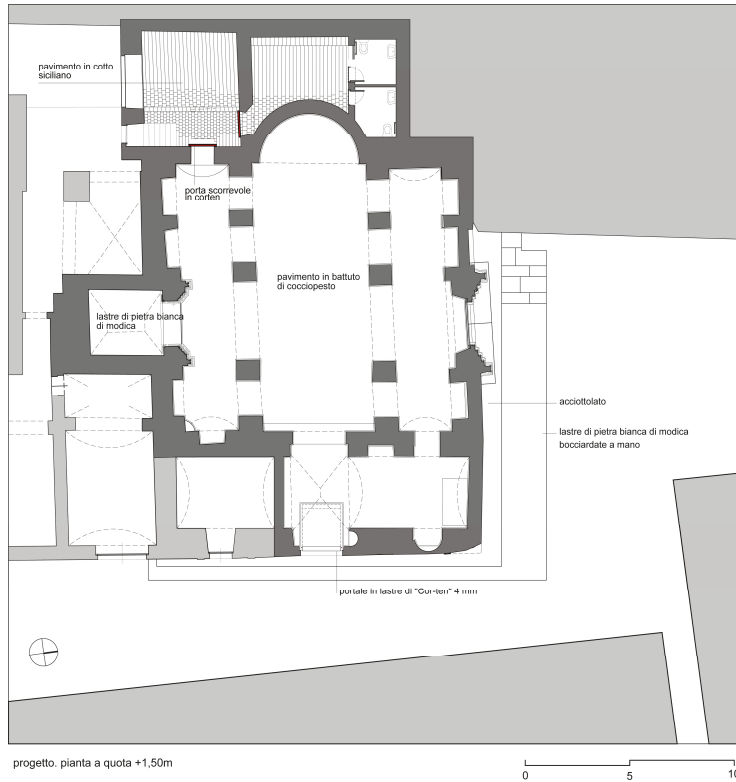 pavimento in cotto
siciliano
porta scorrevole
in corten
pavimento in battuto
di cocciopesto
lastre di pietra bianca
di modica
acciottolato
lastre di pietra bianca di modica
bocciardate a mano
portale in lastre di "Cor-ten" 4 mm
progetto. pianta a quota +1,50m
0 5 10